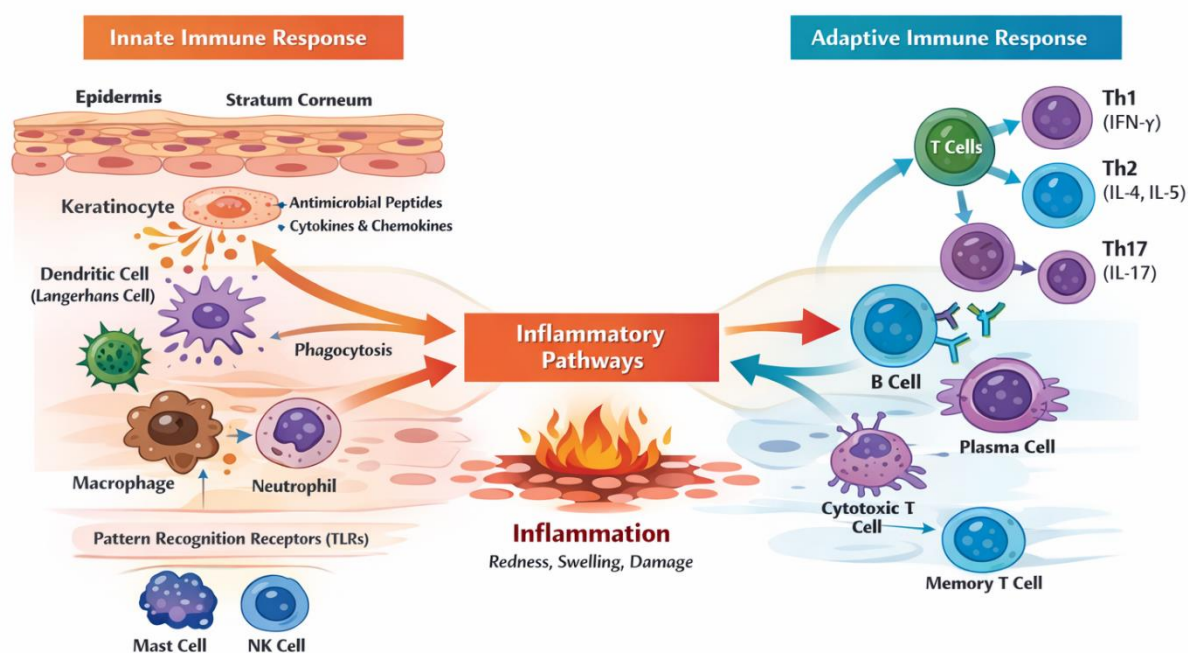 Innate Immune Response
Adaptive Immune Response
Epidermis
Stratum Corneum
Keratinocyte
Antimicrobial Peptides
Cytokines & Chemokines
Dendritic Cell
(Langerhans Cell)
Phagocytosis
Macrophage
Neutrophil
Pattern Recognition Receptors (TLRs)
Mast Cell
NK Cell
Inflammatory
Pathways
Inflammation
Redness, Swelling, Damage
T Cells
Th1
(IFN-γ)
Th2
(IL-4, IL-5)
Th17
(IL-17)
B Cell
Plasma Cell
Cytotoxic T
Cell
Memory T Cell